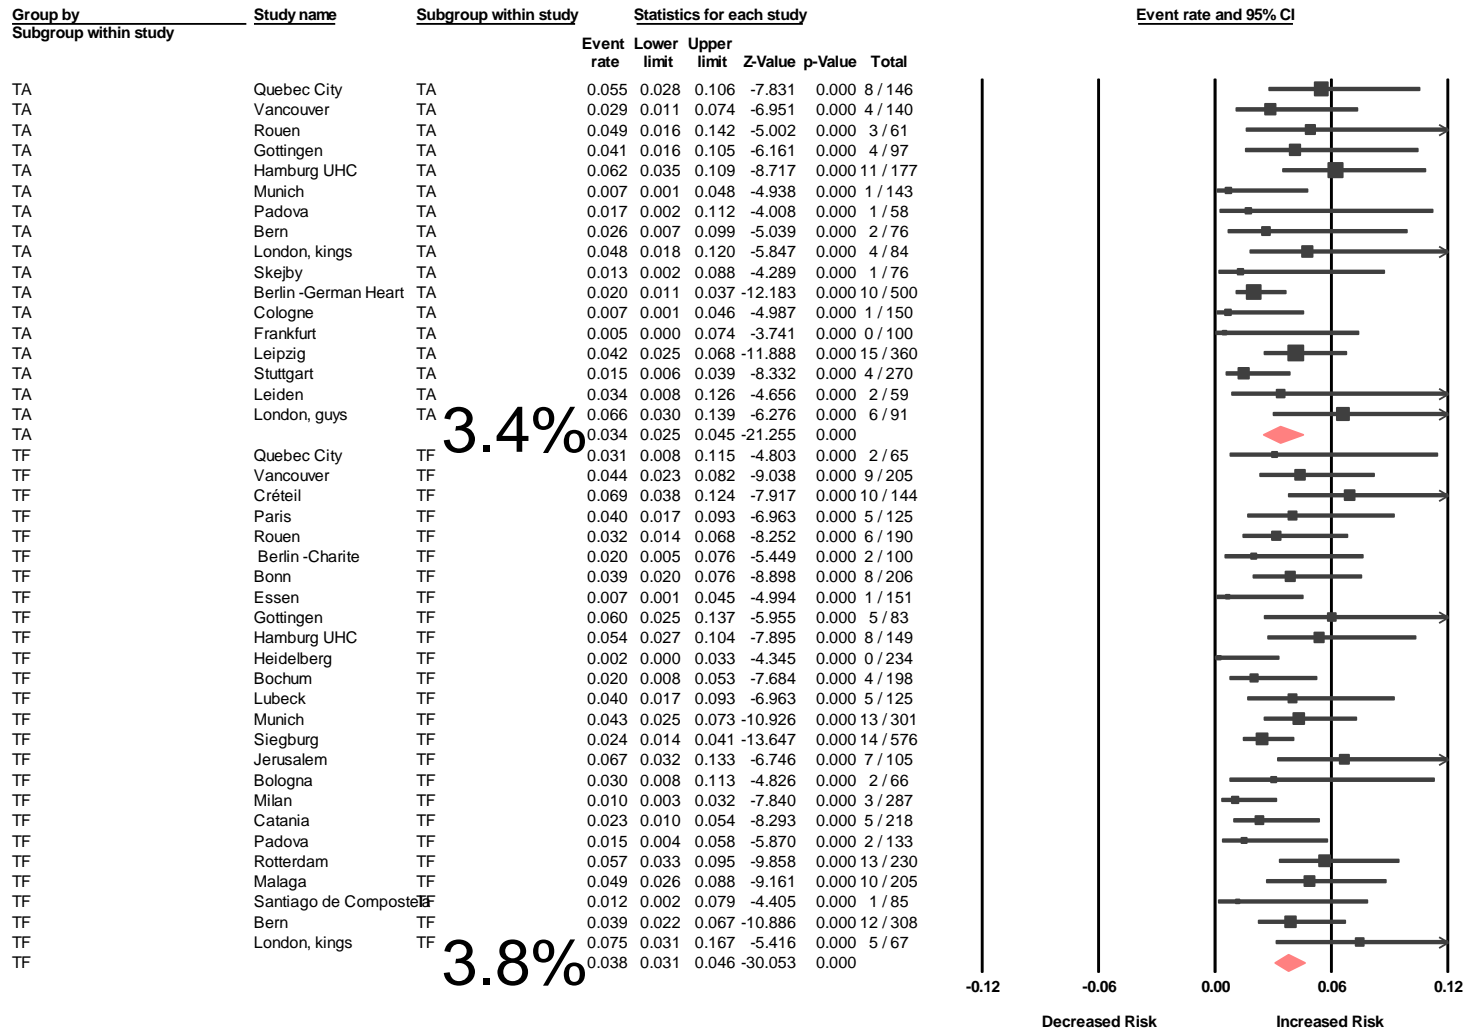 Group by Study name Subgroup within study Statistics for each study Event rate and 95% CI
Subgroup within study
Event Lower Upper
rate limit limit Z-Value p-Value Total
TA Quebec City TA 0.055 0.028 0.106 -7.831 0.000 8 / 146
TA Vancouver TA 0.029 0.011 0.074 -6.951 0.000 4 / 140
TA Rouen TA 0.049 0.016 0.142 -5.002 0.000 3 / 61
TA Gottingen TA 0.041 0.016 0.105 -6.161 0.000 4 / 97
TA Hamburg UHC TA 0.062 0.035 0.109 -8.717 0.000 11 / 177
TA Munich TA 0.007 0.001 0.048 -4.938 0.000 1 / 143
TA Padova TA 0.017 0.002 0.112 -4.008 0.000 1 / 58
TA Bern TA 0.026 0.007 0.099 -5.039 0.000 2 / 76
TA London, kings TA 0.048 0.018 0.120 -5.847 0.000 4 / 84
TA Skejby TA 0.013 0.002 0.088 -4.289 0.000 1 / 76
TA Berlin -German Heart TA 0.020 0.011 0.037 -12.183 0.000 10 / 500
TA Cologne TA 0.007 0.001 0.046 -4.987 0.000 1 / 150
TA Frankfurt TA 0.005 0.000 0.074 -3.741 0.000 0 / 100
TA Leipzig TA 0.042 0.025 0.068 -11.888 0.000 15 / 360
TA Stuttgart TA 0.015 0.006 0.039 -8.332 0.000 4 / 270
TA Leiden TA 0.034 0.008 0.126 -4.656 0.000 2 / 59
TA London, guys TA 0.066 0.030 0.139 -6.276 0.000 6 / 91
TA 3.4% 0.034 0.025 0.045 -21.255 0.000
TF Quebec City TF 0.031 0.008 0.115 -4.803 0.000 2 / 65
TF Vancouver TF 0.044 0.023 0.082 -9.038 0.000 9 / 205
TF Créteil TF 0.069 0.038 0.124 -7.917 0.000 10 / 144
TF Paris TF 0.040 0.017 0.093 -6.963 0.000 5 / 125
TF Rouen TF 0.032 0.014 0.068 -8.252 0.000 6 / 190
TF Berlin -Charite TF 0.020 0.005 0.076 -5.449 0.000 2 / 100
TF Bonn TF 0.039 0.020 0.076 -8.898 0.000 8 / 206
TF Essen TF 0.007 0.001 0.045 -4.994 0.000 1 / 151
TF Gottingen TF 0.060 0.025 0.137 -5.955 0.000 5 / 83
TF Hamburg UHC TF 0.054 0.027 0.104 -7.895 0.000 8 / 149
TF Heidelberg TF 0.002 0.000 0.033 -4.345 0.000 0 / 234
TF Bochum TF 0.020 0.008 0.053 -7.684 0.000 4 / 198
TF Lubeck TF 0.040 0.017 0.093 -6.963 0.000 5 / 125
TF Munich TF 0.043 0.025 0.073 -10.926 0.000 13 / 301
TF Siegburg TF 0.024 0.014 0.041 -13.647 0.000 14 / 576
TF Jerusalem TF 0.067 0.032 0.133 -6.746 0.000 7 / 105
TF Bologna TF 0.030 0.008 0.113 -4.826 0.000 2 / 66
TF Milan TF 0.010 0.003 0.032 -7.840 0.000 3 / 287
TF Catania TF 0.023 0.010 0.054 -8.293 0.000 5 / 218
TF Padova TF 0.015 0.004 0.058 -5.870 0.000 2 / 133
TF Rotterdam TF 0.057 0.033 0.095 -9.858 0.000 13 / 230
TF Malaga TF 0.049 0.026 0.088 -9.161 0.000 10 / 205
TF Santiago de Compostela TF 0.012 0.002 0.079 -4.405 0.000 1 / 85
TF Bern TF 0.039 0.022 0.067 -10.886 0.000 12 / 308
TF London, kings TF 0.075 0.031 0.167 -5.416 0.000 5 / 67
TF 3.8% 0.038 0.031 0.046 -30.053 0.000
-0.12 -0.06 0.00 0.06 0.12
Decreased Risk Increased Risk